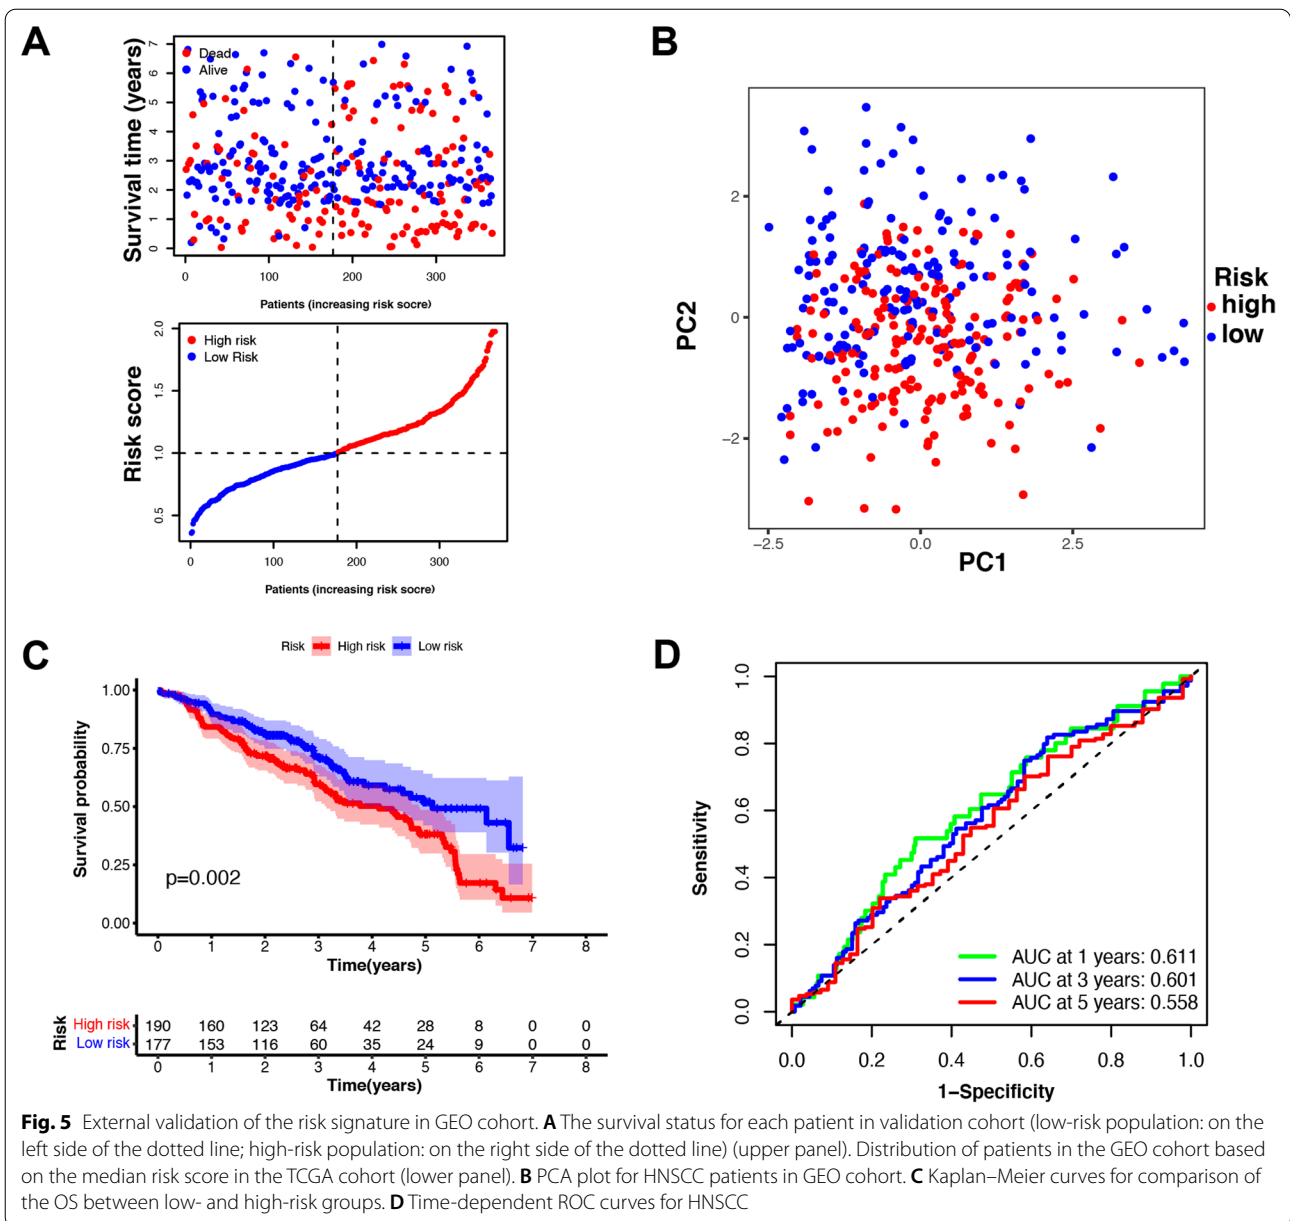 A
Survival time (years)
7
6
5
4
3
2
1
0
Dead
Alive
0 100 200 300
Patients (increasing risk socre)
Risk score
2.0
1.5
1.0
0.5
High risk
Low Risk
0 100 200 300
Patients (increasing risk socre)
B
PC2
2
0
−2
−2.5 0.0 2.5
PC1
Risk
high
low
C
Risk High risk Low risk
Survival probability
1.00
0.75
0.50
0.25
0.00
p=0.002
0 1 2 3 4 5 6 7 8
Time(years)
Risk
High risk 190 160 123 64 42 28 8 0 0
Low risk 177 153 116 60 35 24 9 0 0
0 1 2 3 4 5 6 7 8
Time(years)
D
Sensitivity
1.0
0.8
0.6
0.4
0.2
0.0
AUC at 1 years: 0.611
AUC at 3 years: 0.601
AUC at 5 years: 0.558
0.0 0.2 0.4 0.6 0.8 1.0
1−Specificity
Fig. 5 External validation of the risk signature in GEO cohort. A The survival status for each patient in validation cohort (low-risk population: on the
left side of the dotted line; high-risk population: on the right side of the dotted line) (upper panel). Distribution of patients in the GEO cohort based
on the median risk score in the TCGA cohort (lower panel). B PCA plot for HNSCC patients in GEO cohort. C Kaplan–Meier curves for comparison of
the OS between low- and high-risk groups. D Time-dependent ROC curves for HNSCC